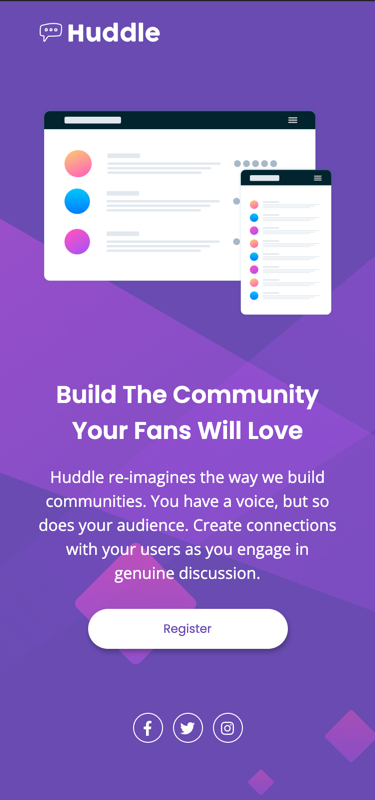 Huddle
Build The Community
Your Fans Will Love
Huddle re-imagines the way we build
communities. You have a voice, but so
does your audience. Create connections
with your users as you engage in
genuine discussion.
Register